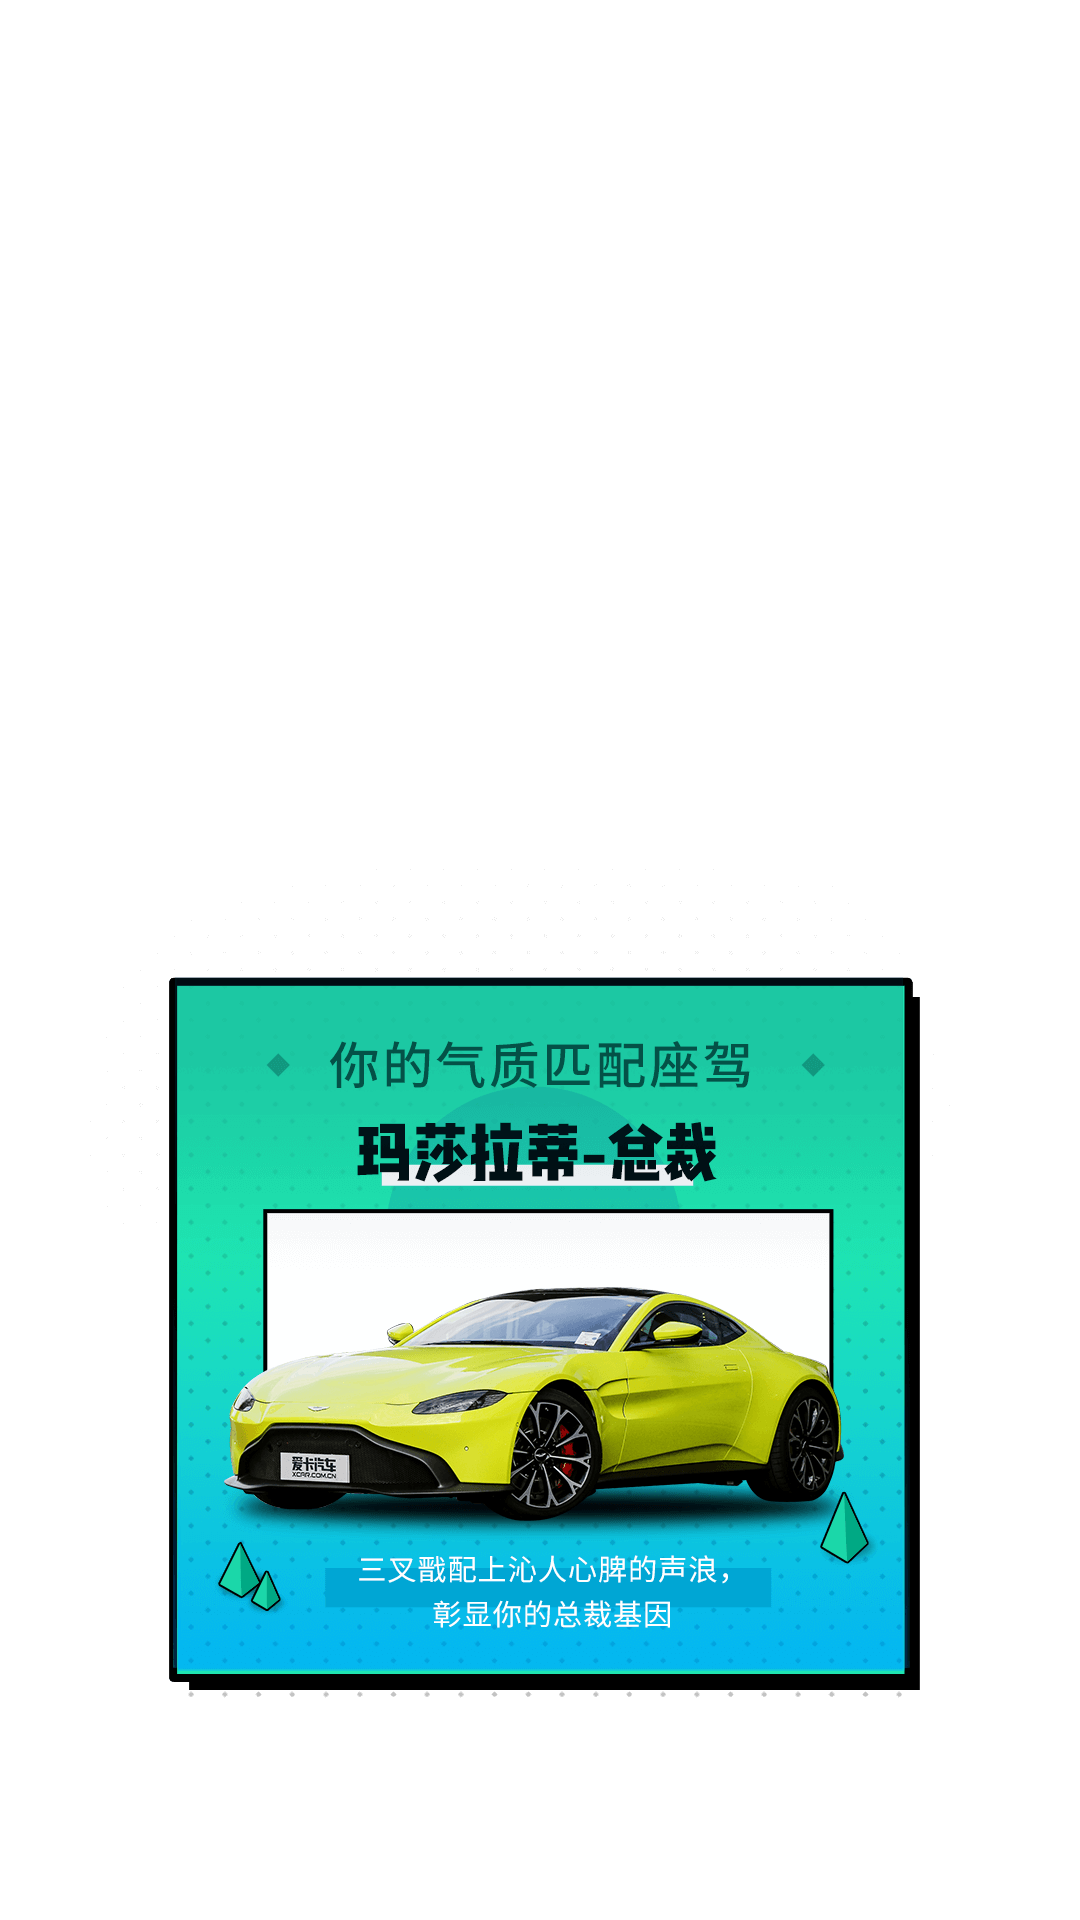 你的气质匹配座驾
玛莎拉蒂-总裁
爱卡汽车
XCAR.COM.CN
三叉戬配上沁人心脾的声浪，
彰显你的总裁基因